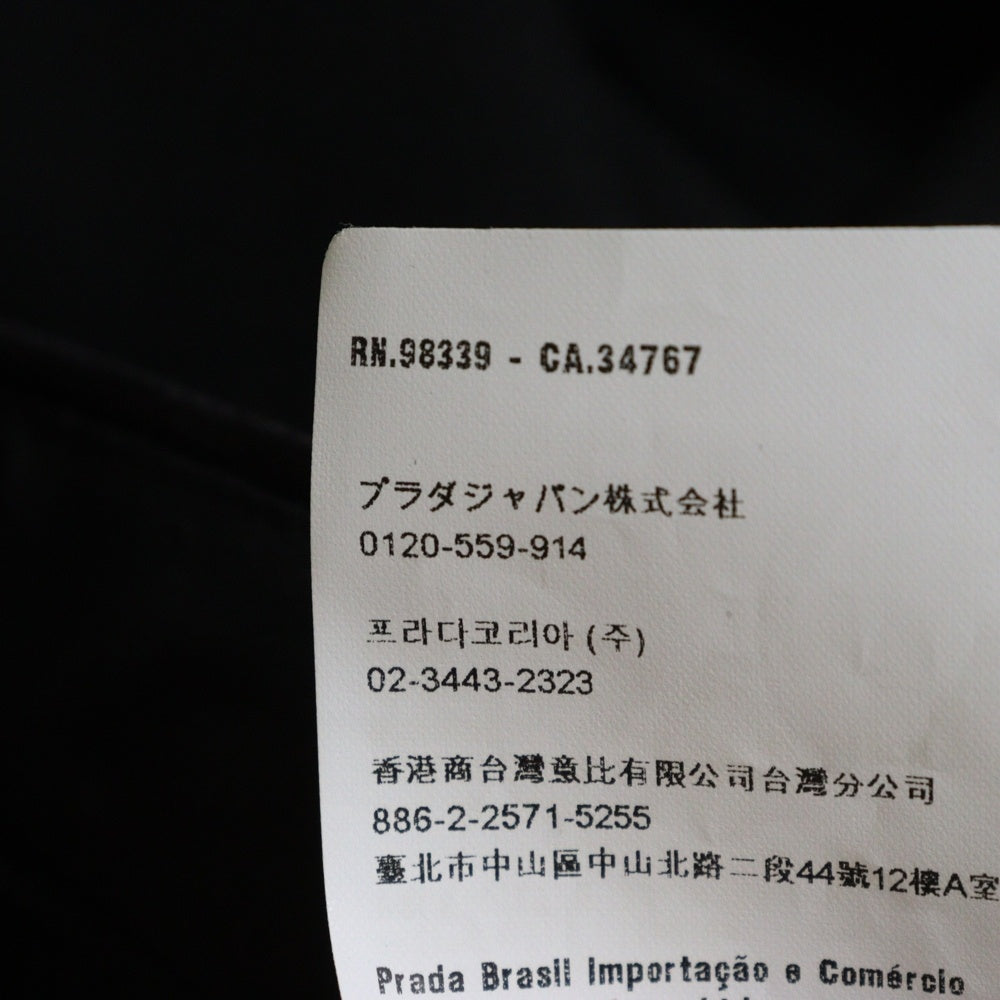 RN.98339 - CA.34767
プラダジャパン株式会社
0120-559-914
프라다코리아 (주)
02-3443-2323
香港商台灣意比有限公司台灣分公司
886-2-2571-5255
臺北市中山區中山北路二段44號12樓A室
Prada Brasil Importação e Comércio